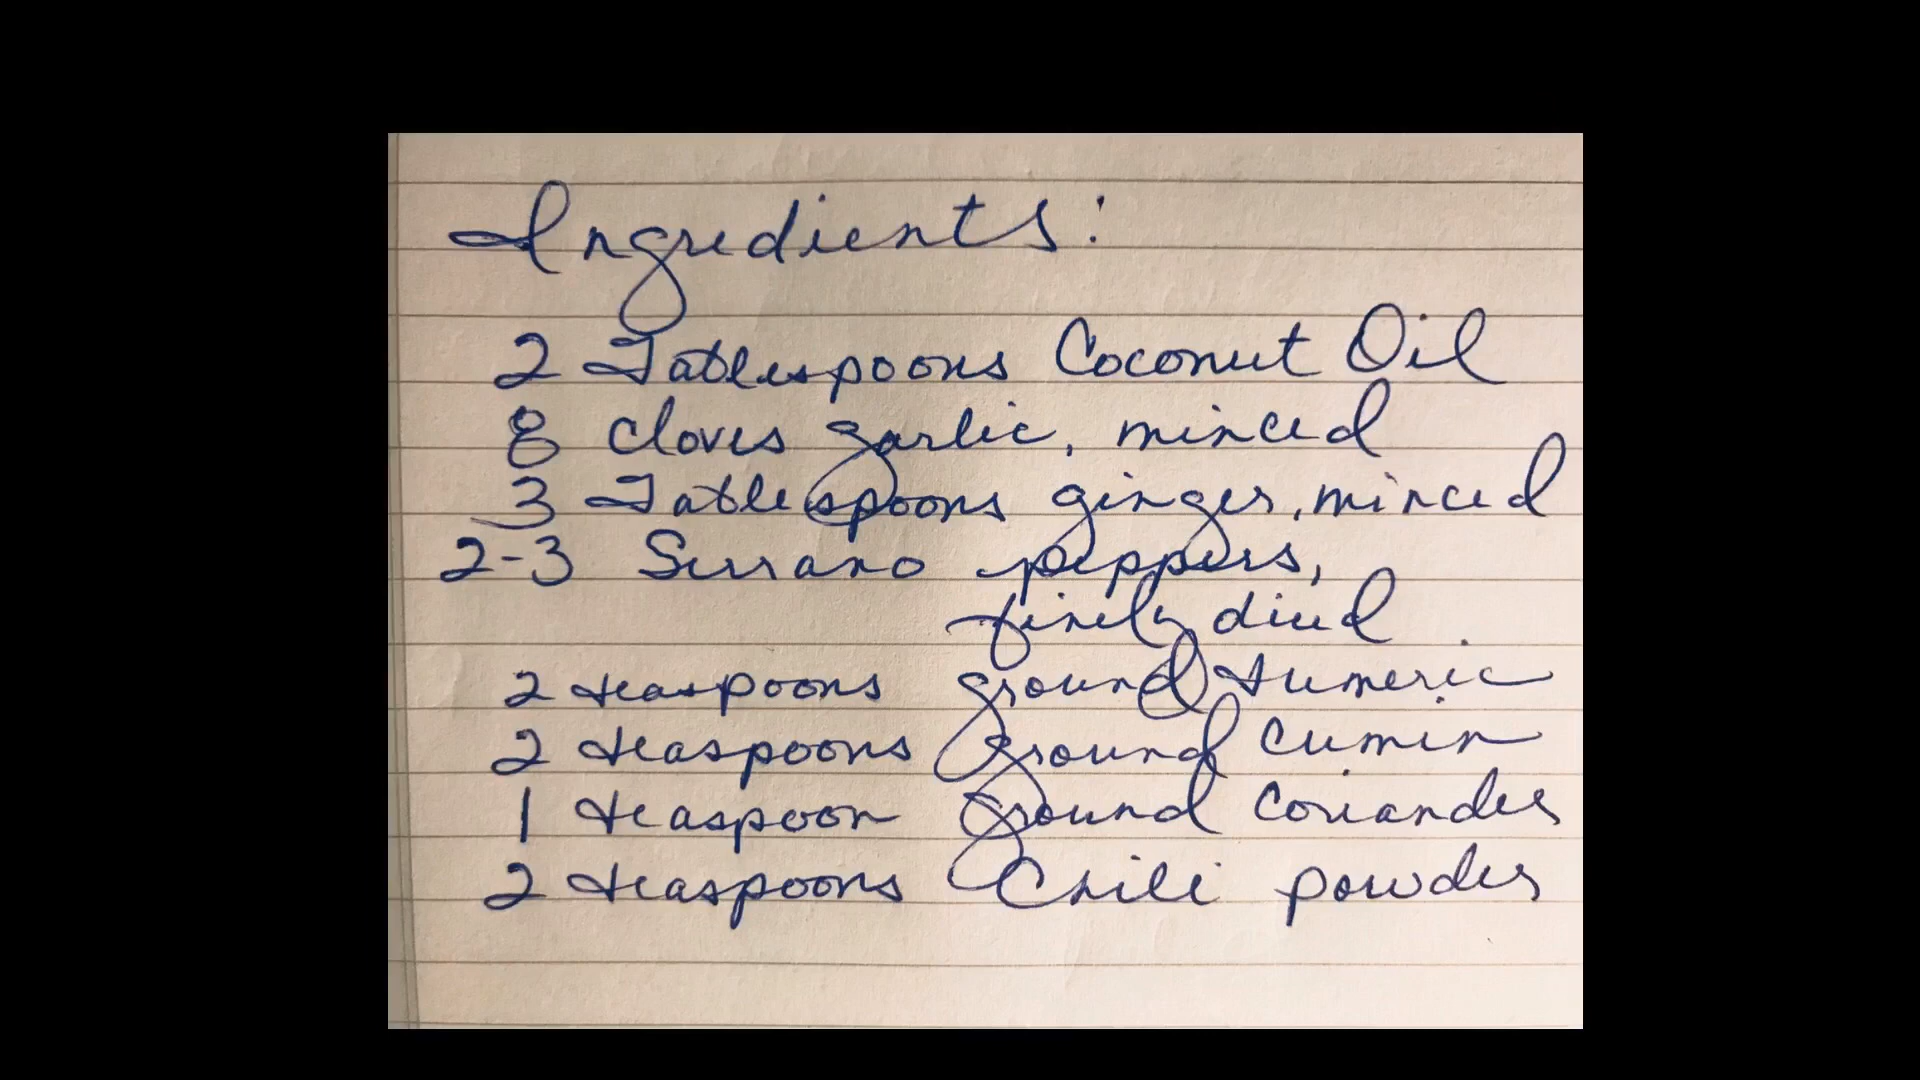 Ingredients:
2 Tablespoons Coconut Oil
8 cloves garlic, minced
3 Tablespoons ginger, minced
2-3 Serrano peppers,
finely diced
2 teaspoons ground tumeric
2 teaspoons ground cumin
1 teaspoon ground coriander
2 teaspoons Chili powder